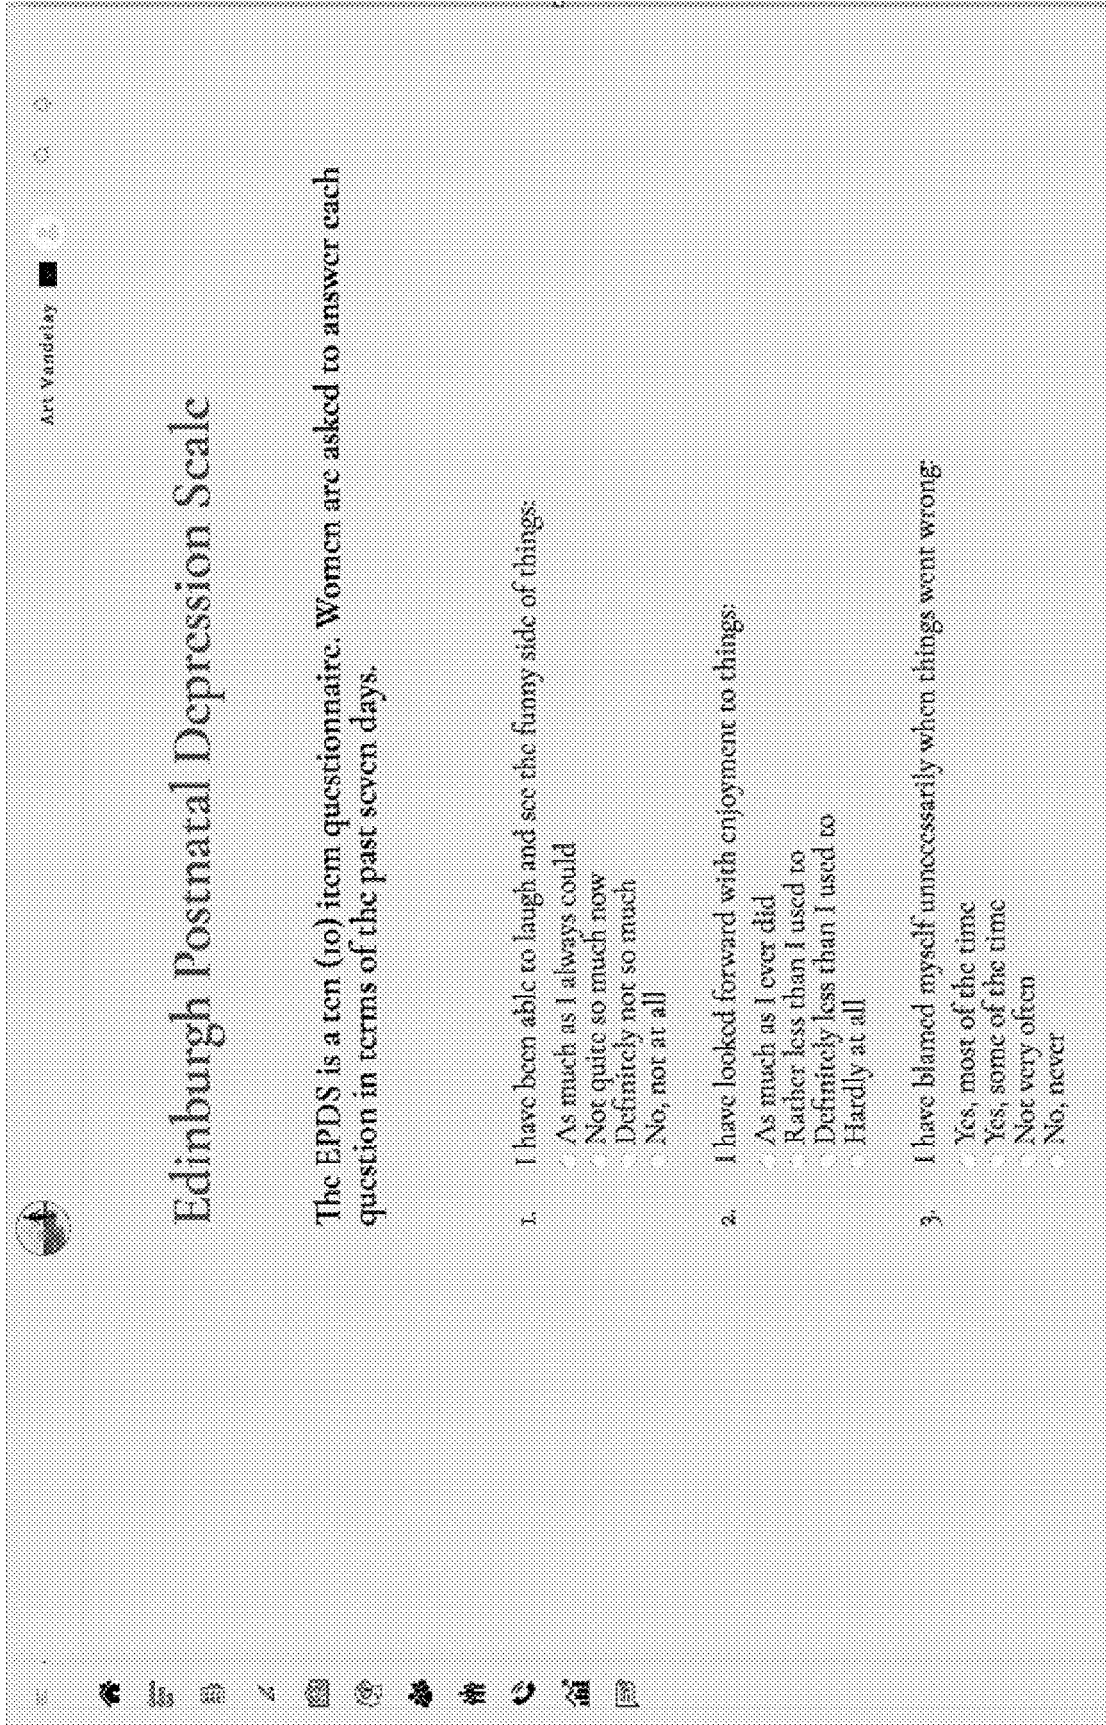 Art Vandelay
Edinburgh Postnatal Depression Scale
The EPDS is a ten (10) item questionnaire. Women are asked to answer each
question in terms of the past seven days.
1. I have been able to laugh and see the funny side of things:
As much as I always could
Not quite so much now
Definitely not so much
No, not at all
2. I have looked forward with enjoyment to things:
As much as I ever did
Rather less than I used to
Definitely less than I used to
Hardly at all
3. I have blamed myself unnecessarily when things went wrong:
Yes, most of the time
Yes, some of the time
Not very often
No, never